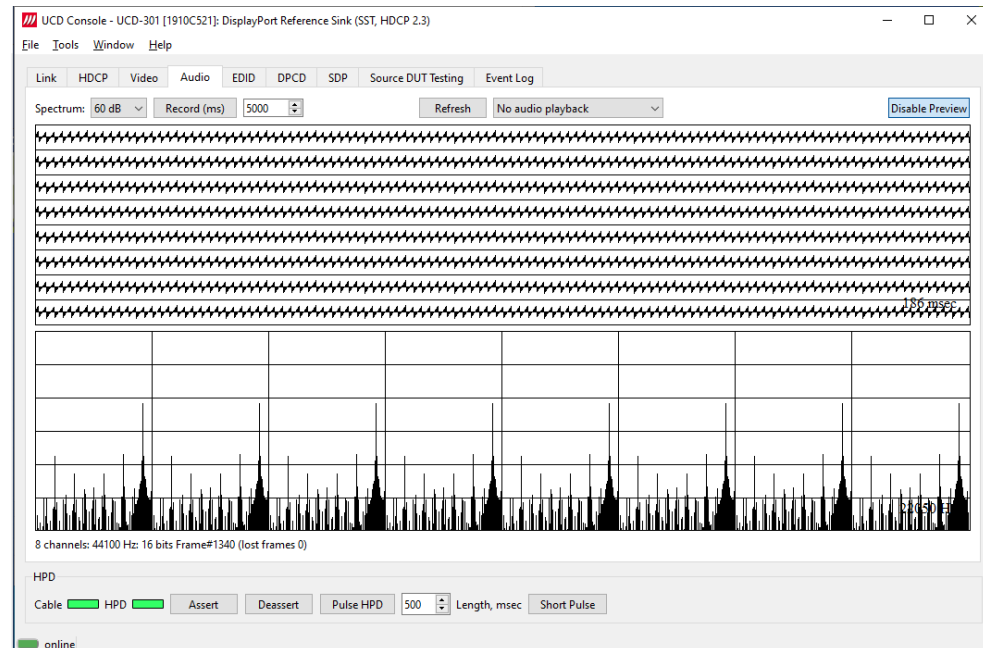 UCD Console - UCD-301 [1910C521]: DisplayPort Reference Sink (SST, HDCP 2.3)
File Tools Window Help
Link HDCP Video Audio EDID DPCD SDP Source DUT Testing Event Log
Spectrum: 60 dB Record (ms) 5000 Refresh No audio playback Disable Preview
186 msec
22050 H
8 channels: 44100 Hz: 16 bits Frame#1340 (lost frames 0)
HPD
Cable HPD Assert Deassert Pulse HPD 500 Length, msec Short Pulse
online